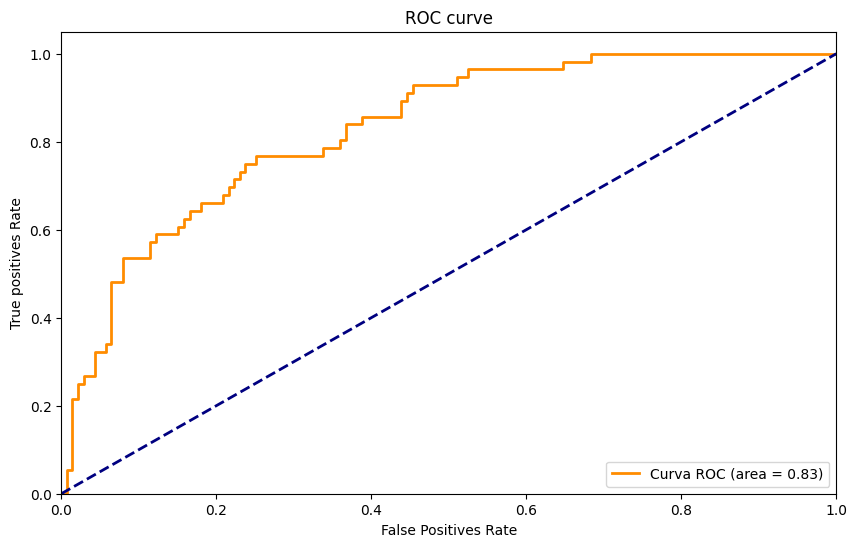 ROC curve
1.0
0.8
0.6
0.4
0.2
0.0
True positives Rate
Curva ROC (area = 0.83)
0.0 0.2 0.4 0.6 0.8 1.0
False Positives Rate